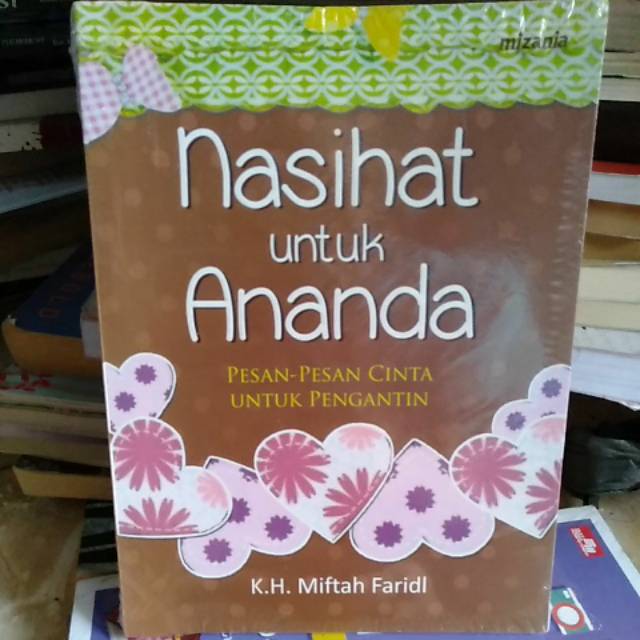 mizania
Nasihat
untuk
Ananda
PESAN-PESAN CINTA
UNTUK PENGANTIN
K.H. Miftah Faridl